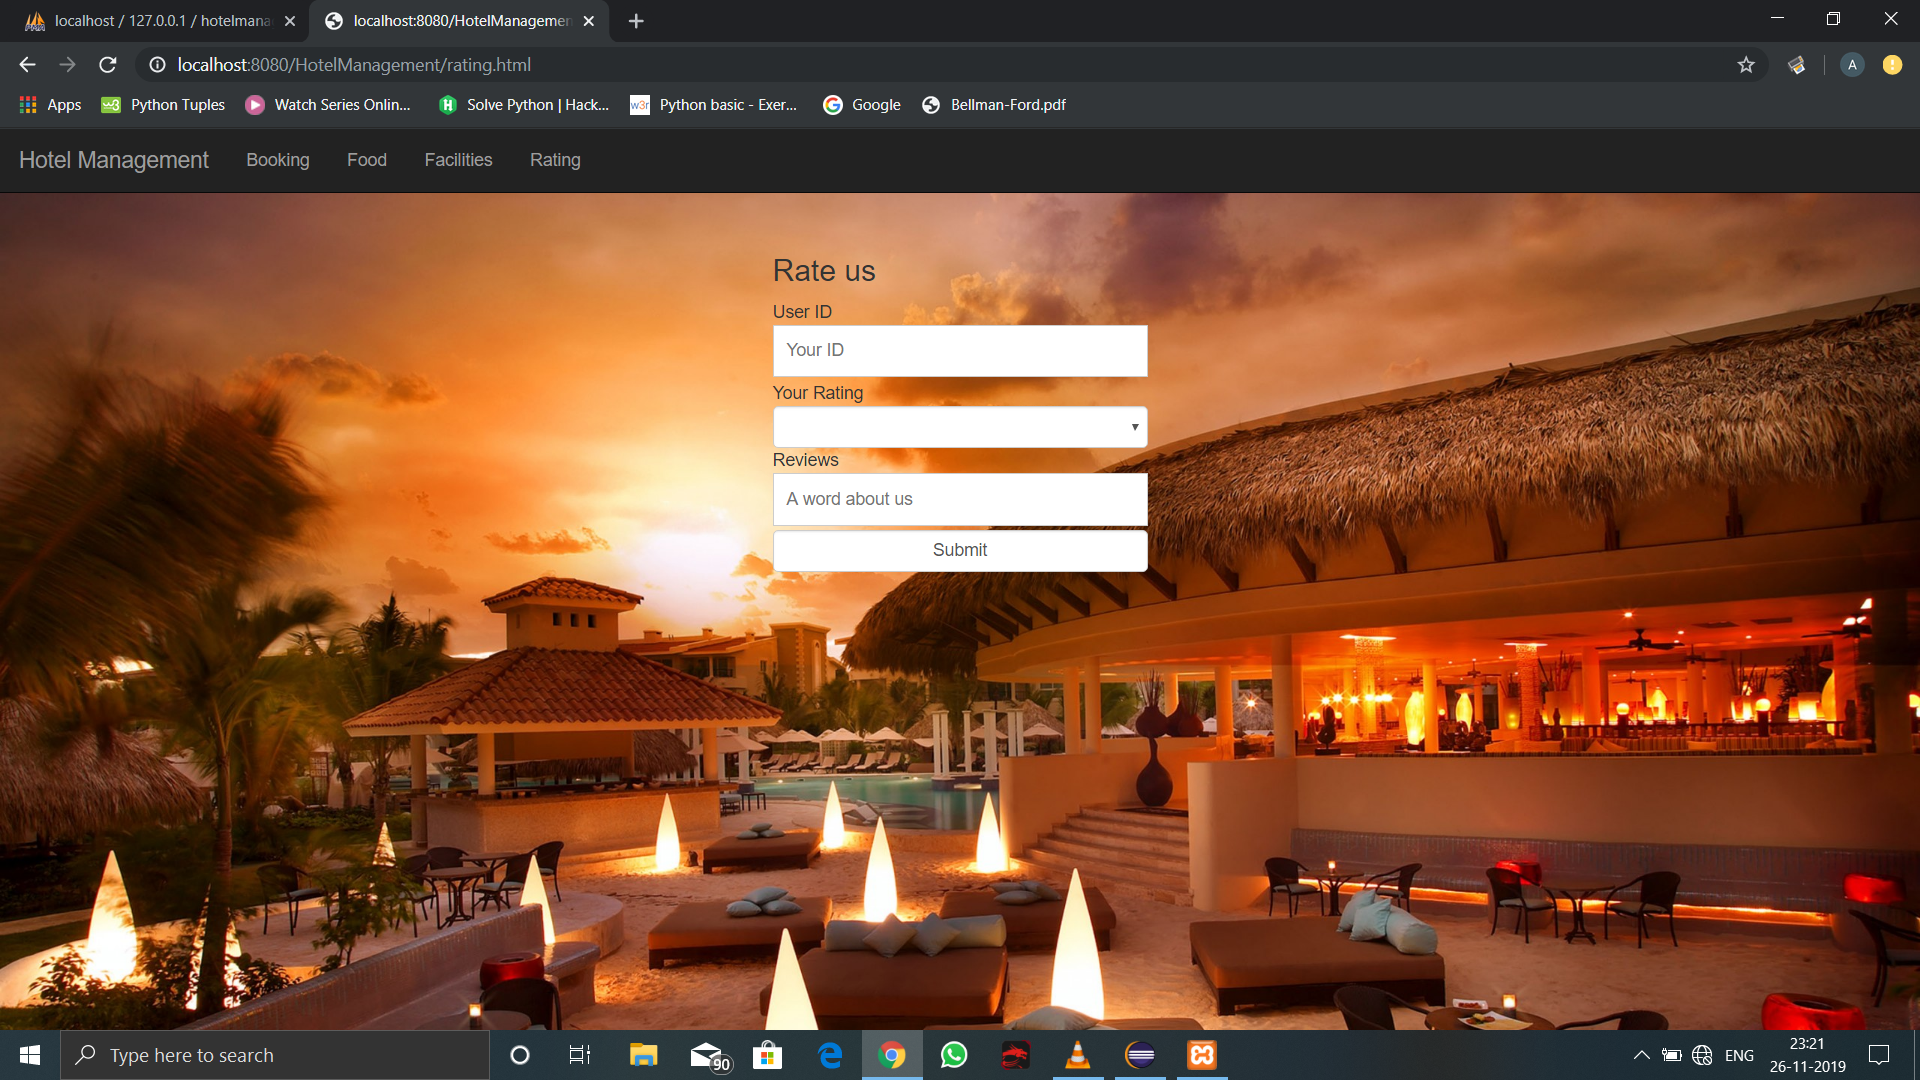 localhost / 127.0.0.1 / hotelmana
localhost:8080/HotelManagemen
localhost:8080/HotelManagement/rating.html
A
Apps
Python Tuples
Watch Series Onlin...
Solve Python | Hack...
Python basic - Exer...
Google
Bellman-Ford.pdf
Hotel Management
Booking
Food
Facilities
Rating
Rate us
User ID
Your ID
Your Rating
Reviews
A word about us
Submit
Type here to search
90
ENG
23:21
26-11-2019